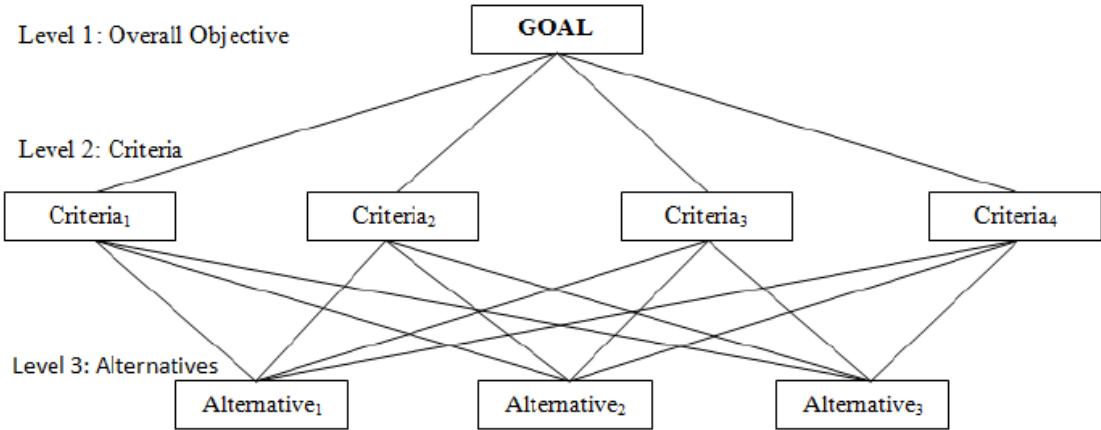 GOAL
Level 1: Overall Objective
Level 2: Criteria
Criteria₁
Criteria₂
Criteria₃
Criteria₄
Level 3: Alternatives
Alternative₁
Alternative₂
Alternative₃